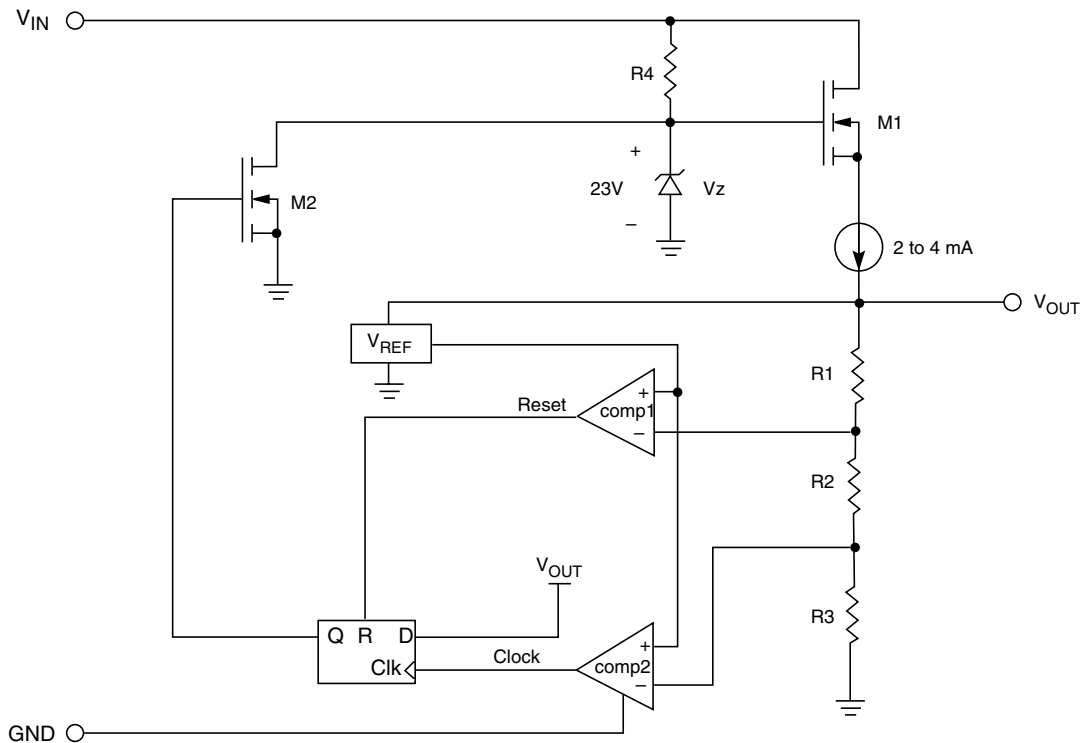 VIN
R4
M1
+
23V
Vz
–
M2
2 to 4 mA
VOUT
VREF
R1
Reset
+
comp1
–
R2
VOUT
R3
Q R D
Clk
Clock
+
comp2
–
GND